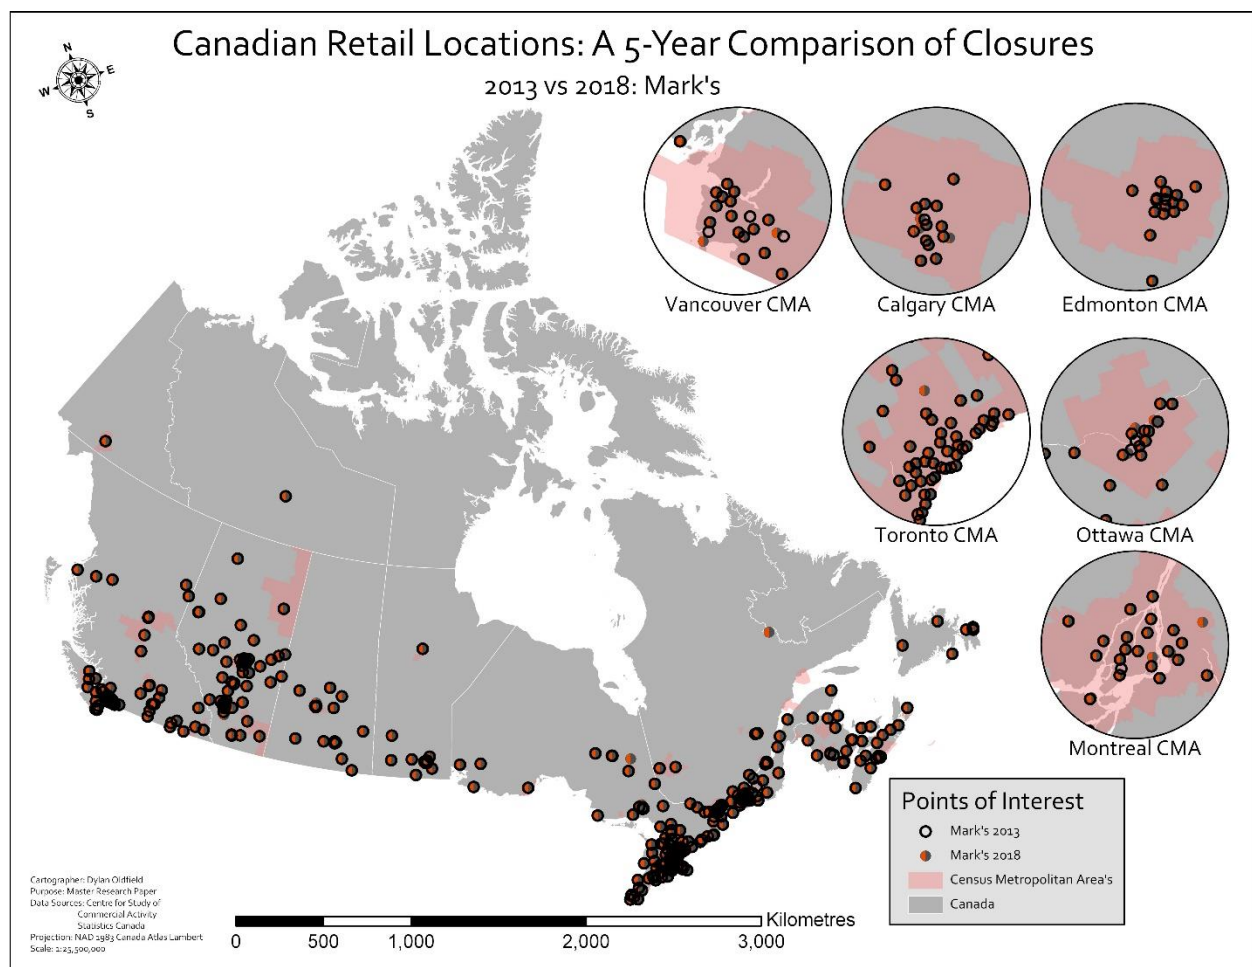 Canadian Retail Locations: A 5-Year Comparison of Closures
2013 vs 2018: Mark's
N
E
W
S
Vancouver CMA
Calgary CMA
Edmonton CMA
Toronto CMA
Ottawa CMA
Montreal CMA
Points of Interest
Mark's 2013
Mark's 2018
Census Metropolitan Area's
Canada
Cartographer: Dylan Oldfield
Purpose: Master Research Paper
Data Sources: Centre for Study of
Commercial Activity
Statistics Canada
Projection: NAD 1983 Canada Atlas Lambert
Scale: 1:25,500,000
Kilometres
0 500 1,000 2,000 3,000